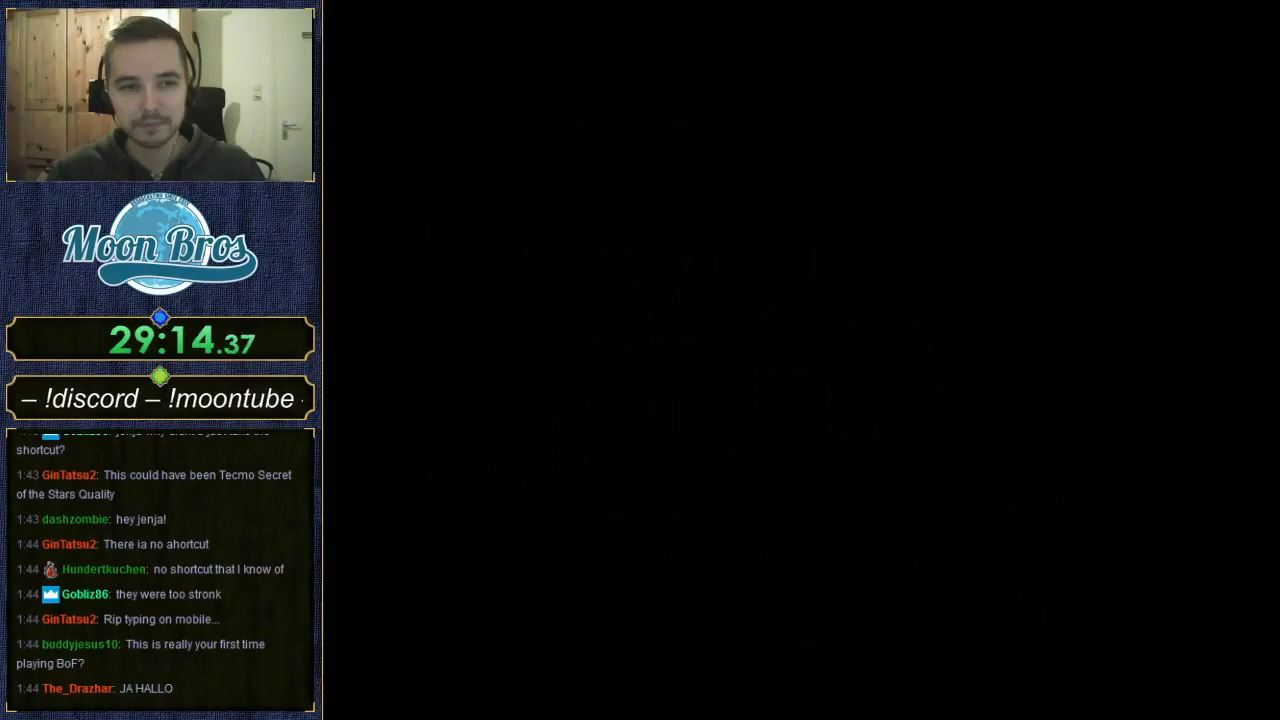 Moon Bros
29:14.37
– !discord – !moontube
shortcut?
1:43 GinTatsu2: This could have been Tecmo Secret
of the Stars Quality
1:43 dashzombie: hey jenja!
1:44 GinTatsu2: There ia no ahortcut
1:44 Hundertkuchen: no shortcut that I know of
1:44 Gobliz86: they were too stronk
1:44 GinTatsu2: Rip typing on mobile...
1:44 buddyjesus10: This is really your first time
playing BoF?
1:44 The_Drazhar: JA HALLO